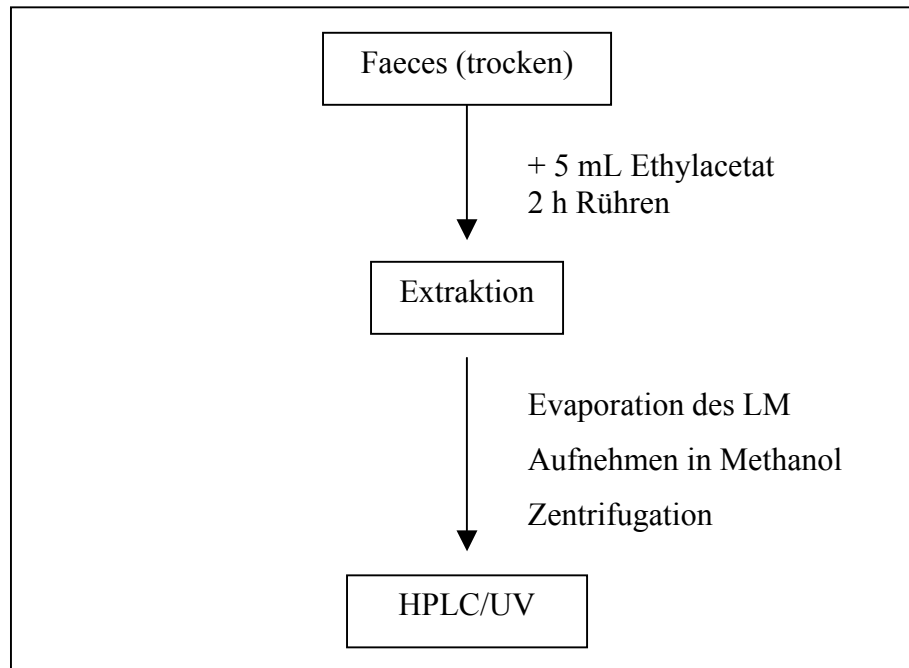 Faeces (trocken)
+ 5 mL Ethylacetat
2 h Rühren
Extraktion
Evaporation des LM
Aufnehmen in Methanol
Zentrifugation
HPLC/UV